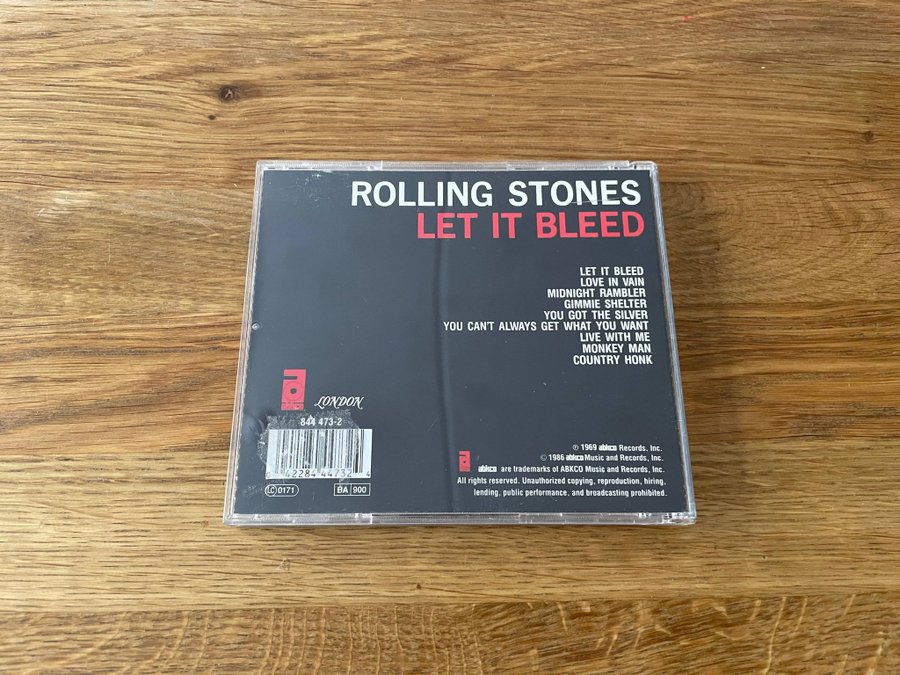 ROLLING STONES
LET IT BLEED
LET IT BLEED
LOVE IN VAIN
MIDNIGHT RAMBLER
GIMMIE SHELTER
YOU GOT THE SILVER
YOU CAN'T ALWAYS GET WHAT YOU WANT
LIVE WITH ME
MONKEY MAN
COUNTRY HONK
LONDON
844 473-2
42284 44732 4
LC 0171
BA 900
℗ 1969 abkco Records, Inc.
© 1986 abkco Music and Records, Inc.
abkco are trademarks of ABKCO Music and Records, Inc.
All rights reserved. Unauthorized copying, reproduction, hiring,
lending, public performance, and broadcasting prohibited.